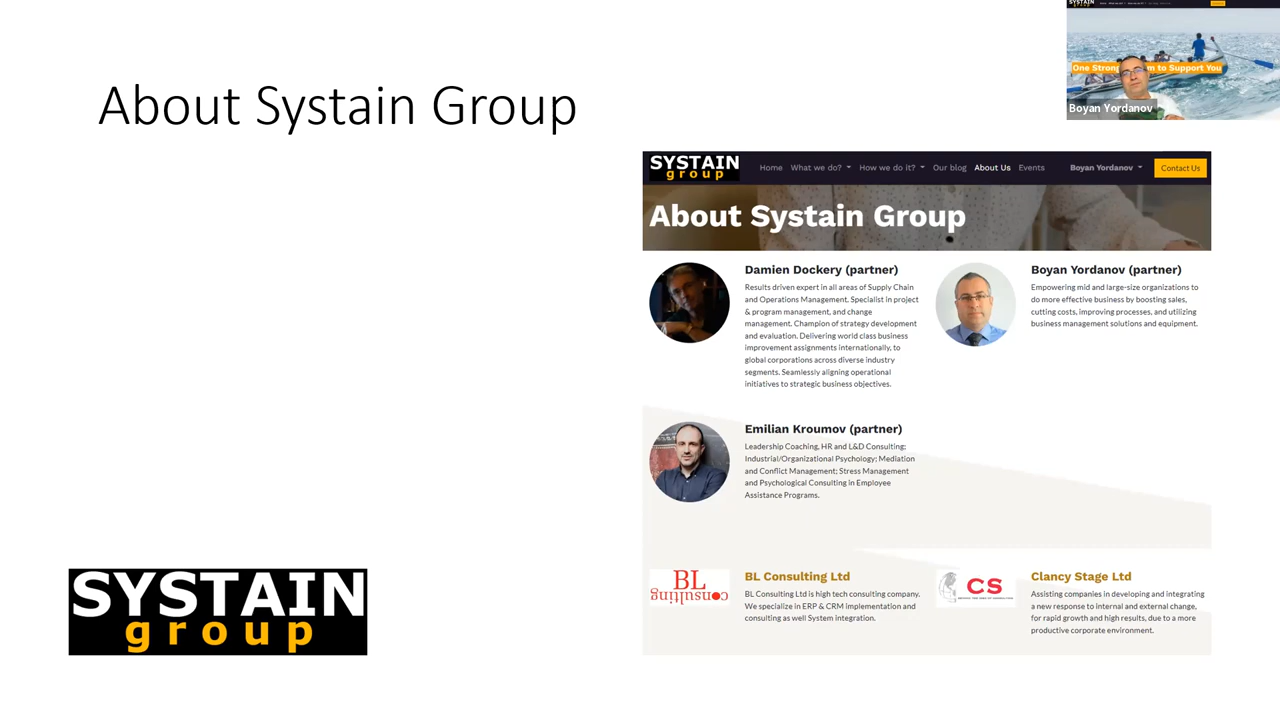 About Systain Group
SYSTAIN
group
One Strong
m to Support You
Boyan Yordanov
SYSTAIN
group
Home What we do? How we do it? Our blog About Us Events Boyan Yordanov Contact Us
About Systain Group
Damien Dockery (partner)
Results driven expert in all areas of Supply Chain
and Operations Management. Specialist in project
& program management, and change
management. Champion of strategy development
and evaluation. Delivering world class business
improvement assignments internationally, to
global corporations across diverse industry
segments. Seamlessly aligning operational
initiatives to strategic business objectives.
Boyan Yordanov (partner)
Empowering mid and large-size organizations to
do more effective business by boosting sales,
cutting costs, improving processes, and utilizing
business management solutions and equipment.
Emilian Kroumov (partner)
Leadership Coaching, HR and L&D Consulting;
Industrial/Organizational Psychology; Mediation
and Conflict Management; Stress Management
and Psychological Consulting in Employee
Assistance Programs.
BL
consulting
BL Consulting Ltd
BL Consulting Ltd is high tech consulting company.
We specialize in ERP & CRM implementation and
consulting as well System integration.
CS
Clancy Stage Ltd
Assisting companies in developing and integrating
a new response to internal and external change,
for rapid growth and high results, due to a more
productive corporate environment.
SYSTAIN
group